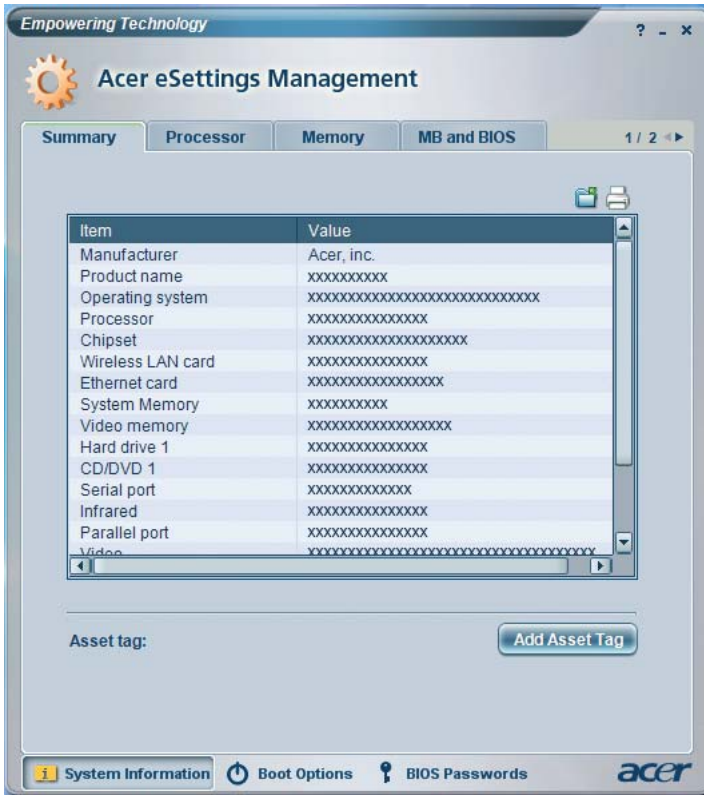 Empowering Technology
? - x
Acer eSettings Management
Summary Processor Memory MB and BIOS 1 / 2
Item Value
Manufacturer Acer, inc.
Product name xxxxxxxxxx
Operating system xxxxxxxxxxxxxxxxxxxxxxxxxxxxx
Processor xxxxxxxxxxxxxxx
Chipset xxxxxxxxxxxxxxxxxxxx
Wireless LAN card xxxxxxxxxxxxxxx
Ethernet card xxxxxxxxxxxxxxxxx
System Memory xxxxxxxxxx
Video memory xxxxxxxxxxxxxxxxxx
Hard drive 1 xxxxxxxxxxxxxxx
CD/DVD 1 xxxxxxxxxxxxxxx
Serial port xxxxxxxxxxxxx
Infrared xxxxxxxxxxxxxxx
Parallel port xxxxxxxxxxxxxxx
Video xxxxxxxxxxxxxxxxxxxxxxxxxxxxxxxxxxxx
Asset tag: Add Asset Tag
i System Information Boot Options BIOS Passwords acer